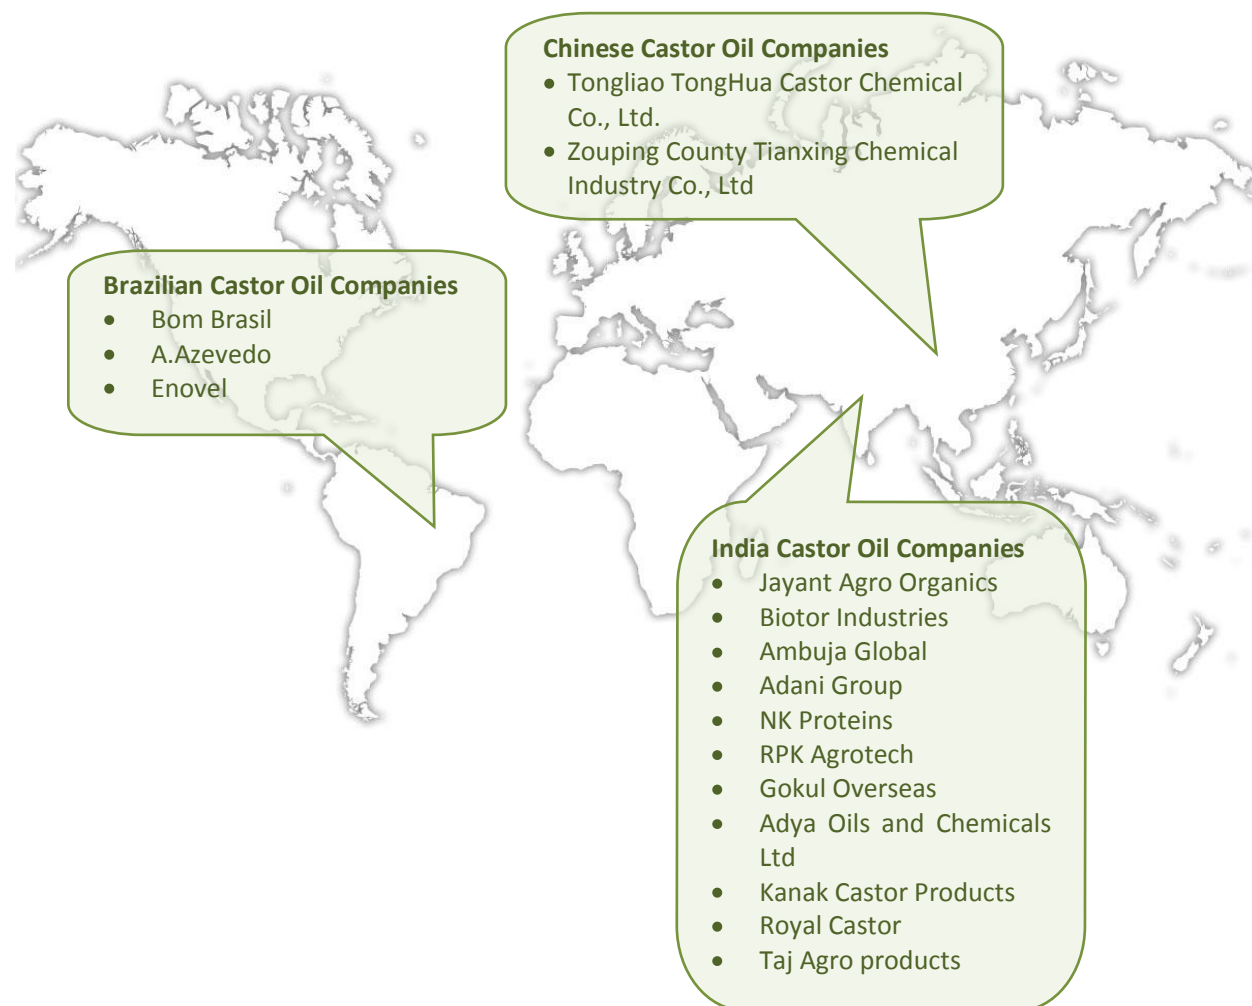 Chinese Castor Oil Companies
• Tongliao TongHua Castor Chemical
Co., Ltd.
• Zouping County Tianxing Chemical
Industry Co., Ltd
Brazilian Castor Oil Companies
• Bom Brasil
• A.Azevedo
• Enovel
India Castor Oil Companies
• Jayant Agro Organics
• Biotor Industries
• Ambuja Global
• Adani Group
• NK Proteins
• RPK Agrotech
• Gokul Overseas
• Adya Oils and Chemicals
Ltd
• Kanak Castor Products
• Royal Castor
• Taj Agro products